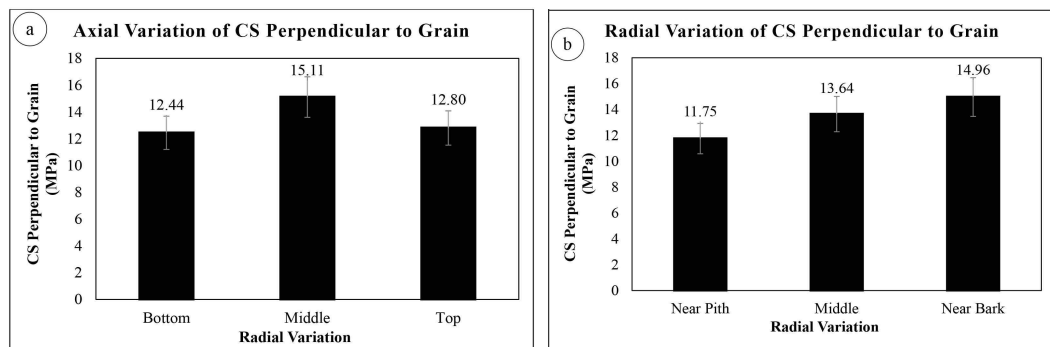 a
Axial Variation of CS Perpendicular to Grain
CS Perpendicular to Grain
(MPa)
18
16
14
12
10
8
6
4
2
0
12.44
15.11
12.80
Bottom Middle Top
Radial Variation
b
Radial Variation of CS Perpendicular to Grain
CS Perpendicular to Grain
(MPa)
18
16
14
12
10
8
6
4
2
0
11.75
13.64
14.96
Near Pith Middle Near Bark
Radial Variation